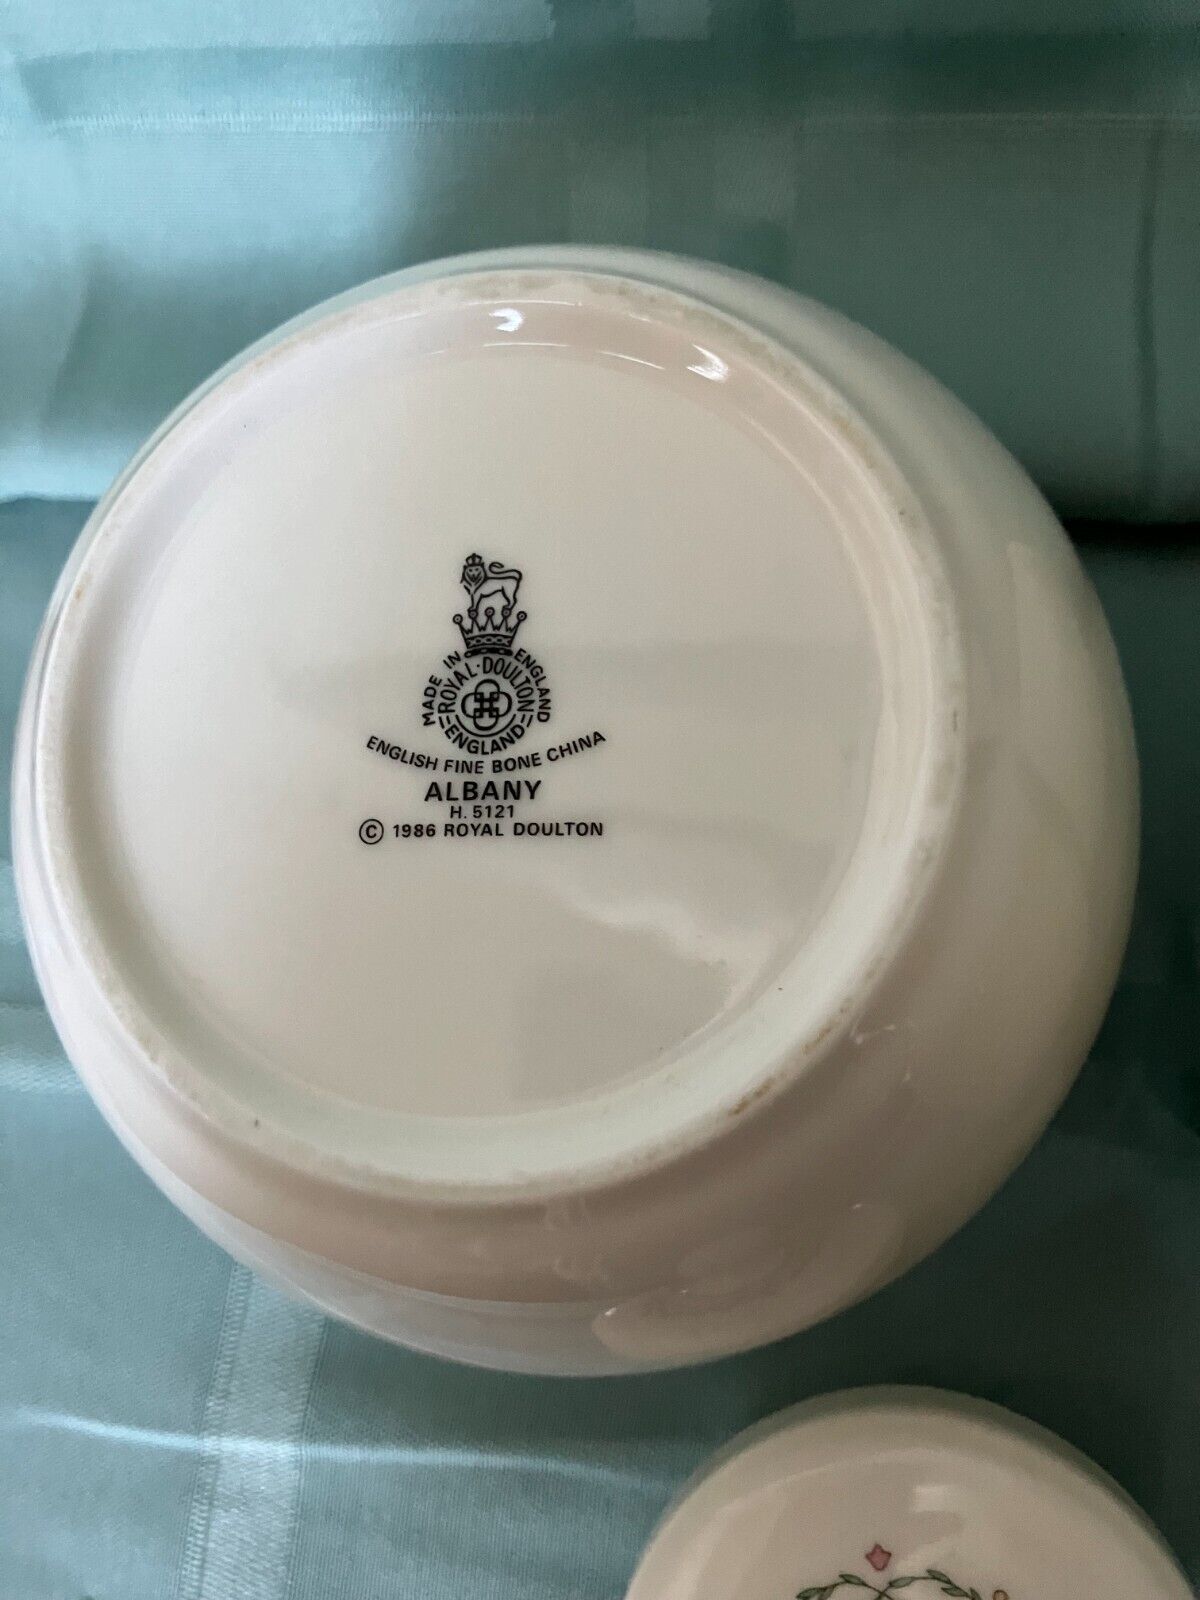 MADE IN ENGLAND
ROYAL · DOULTON
ENGLAND
ENGLISH FINE BONE CHINA
ALBANY
H. 5121
© 1986 ROYAL DOULTON